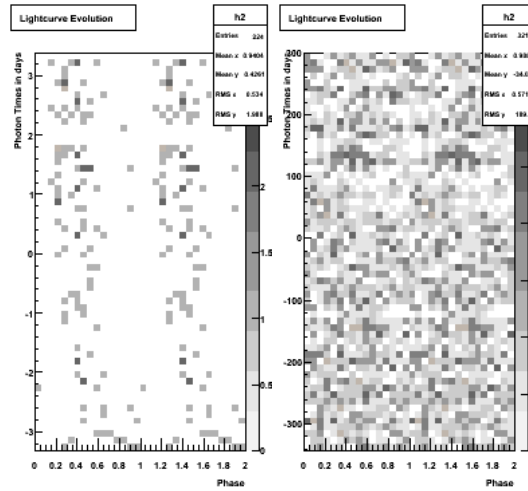 Lightcurve Evolution
h2
Entries 224
Mean x 0.9404
Mean y 0.4261
RMS x 0.534
RMS y 1.988
Photon Times in days
3
2
1
0
-1
-2
-3
2
1.5
1
0.5
0
0 0.2 0.4 0.6 0.8 1 1.2 1.4 1.6 1.8 2
Phase
Lightcurve Evolution
h2
Entries
Mean x
Mean y
RMS x
RMS y
Photon Times in days
300
200
100
0
-100
-200
-300
0 0.2 0.4 0.6 0.8 1 1.2 1.4 1.6 1.8 2
Phase